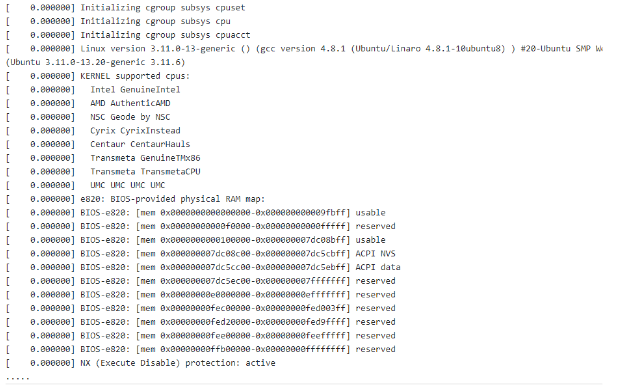 [    0.000000] Initializing cgroup subsys cpuset
[    0.000000] Initializing cgroup subsys cpu
[    0.000000] Initializing cgroup subsys cpuacct
[    0.000000] Linux version 3.11.0-13-generic () (gcc version 4.8.1 (Ubuntu/Linaro 4.8.1-10ubuntu8) ) #20-Ubuntu SMP
(Ubuntu 3.11.0-13.20-generic 3.11.6)
[    0.000000] KERNEL supported cpus:
[    0.000000]   Intel GenuineIntel
[    0.000000]   AMD AuthenticAMD
[    0.000000]   NSC Geode by NSC
[    0.000000]   Cyrix CyrixInstead
[    0.000000]   Centaur CentaurHauls
[    0.000000]   Transmeta GenuineTMx86
[    0.000000]   Transmeta TransmetaCPU
[    0.000000]   UMC UMC UMC UMC
[    0.000000] e820: BIOS-provided physical RAM map:
[    0.000000] BIOS-e820: [mem 0x0000000000000000-0x000000000009fbff] usable
[    0.000000] BIOS-e820: [mem 0x00000000000f0000-0x00000000000fffff] reserved
[    0.000000] BIOS-e820: [mem 0x0000000000100000-0x000000007dc08bff] usable
[    0.000000] BIOS-e820: [mem 0x000000007dc08c00-0x000000007dc5cbff] ACPI NVS
[    0.000000] BIOS-e820: [mem 0x000000007dc5cc00-0x000000007dc5ebff] ACPI data
[    0.000000] BIOS-e820: [mem 0x000000007dc5ec00-0x000000007fffffff] reserved
[    0.000000] BIOS-e820: [mem 0x00000000e0000000-0x00000000efffffff] reserved
[    0.000000] BIOS-e820: [mem 0x00000000fec00000-0x00000000fed003ff] reserved
[    0.000000] BIOS-e820: [mem 0x00000000fed20000-0x00000000fed9ffff] reserved
[    0.000000] BIOS-e820: [mem 0x00000000fee00000-0x00000000feefffff] reserved
[    0.000000] BIOS-e820: [mem 0x00000000ffb00000-0x00000000ffffffff] reserved
[    0.000000] NX (Execute Disable) protection: active
.....